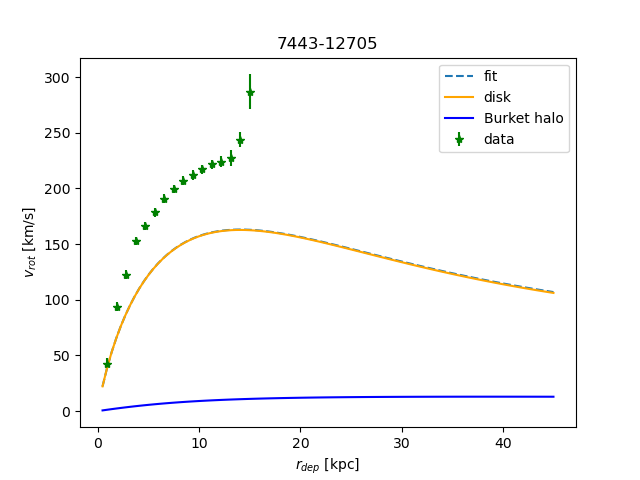 7443-12705
300
250
200
150
100
50
0
v_rot [km/s]
fit
disk
Burket halo
data
0 10 20 30 40
r_dep [kpc]